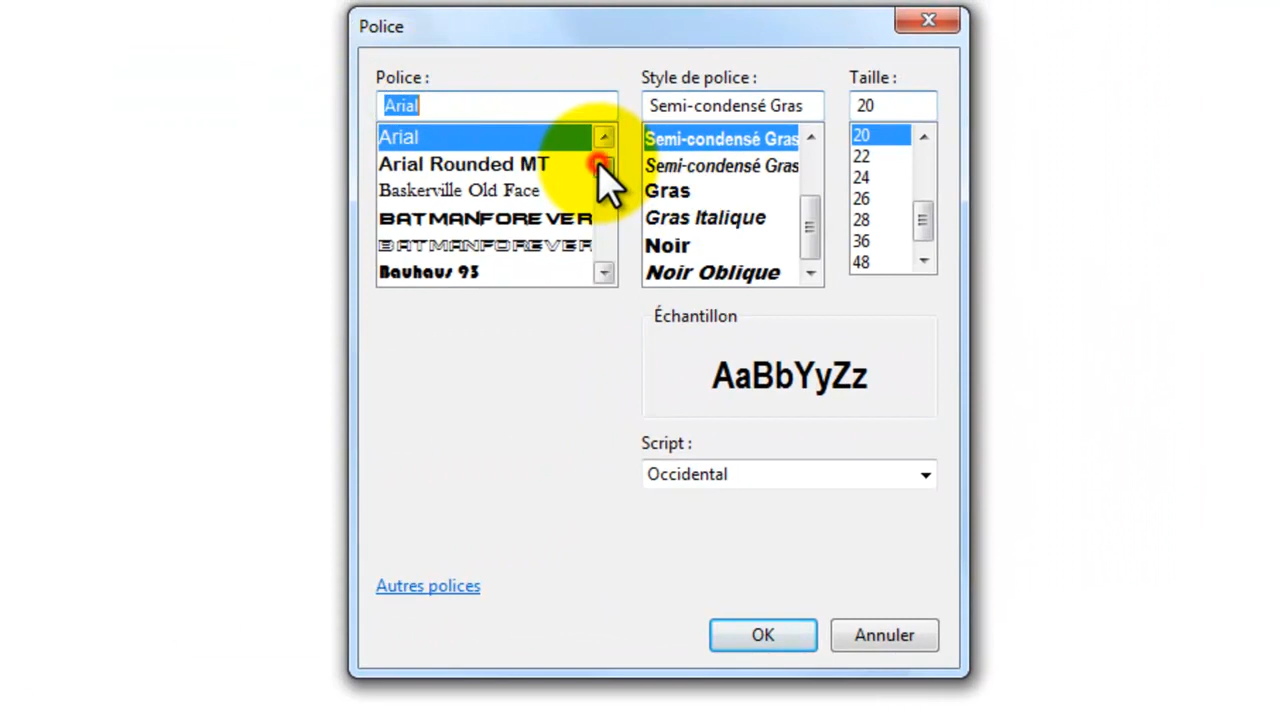 Police
Police :
Style de police :
Taille :
Arial
Semi-condensé Gras
20
Arial
Arial Rounded MT
Baskerville Old Face
BATMANFOREVER
BATMANFOREVER
Bauhaus 93
Semi-condensé Gras
Semi-condensé Gras
Gras
Gras Italique
Noir
Noir Oblique
20
22
24
26
28
36
48
Échantillon
AaBbYyZz
Script :
Occidental
Autres polices
OK
Annuler